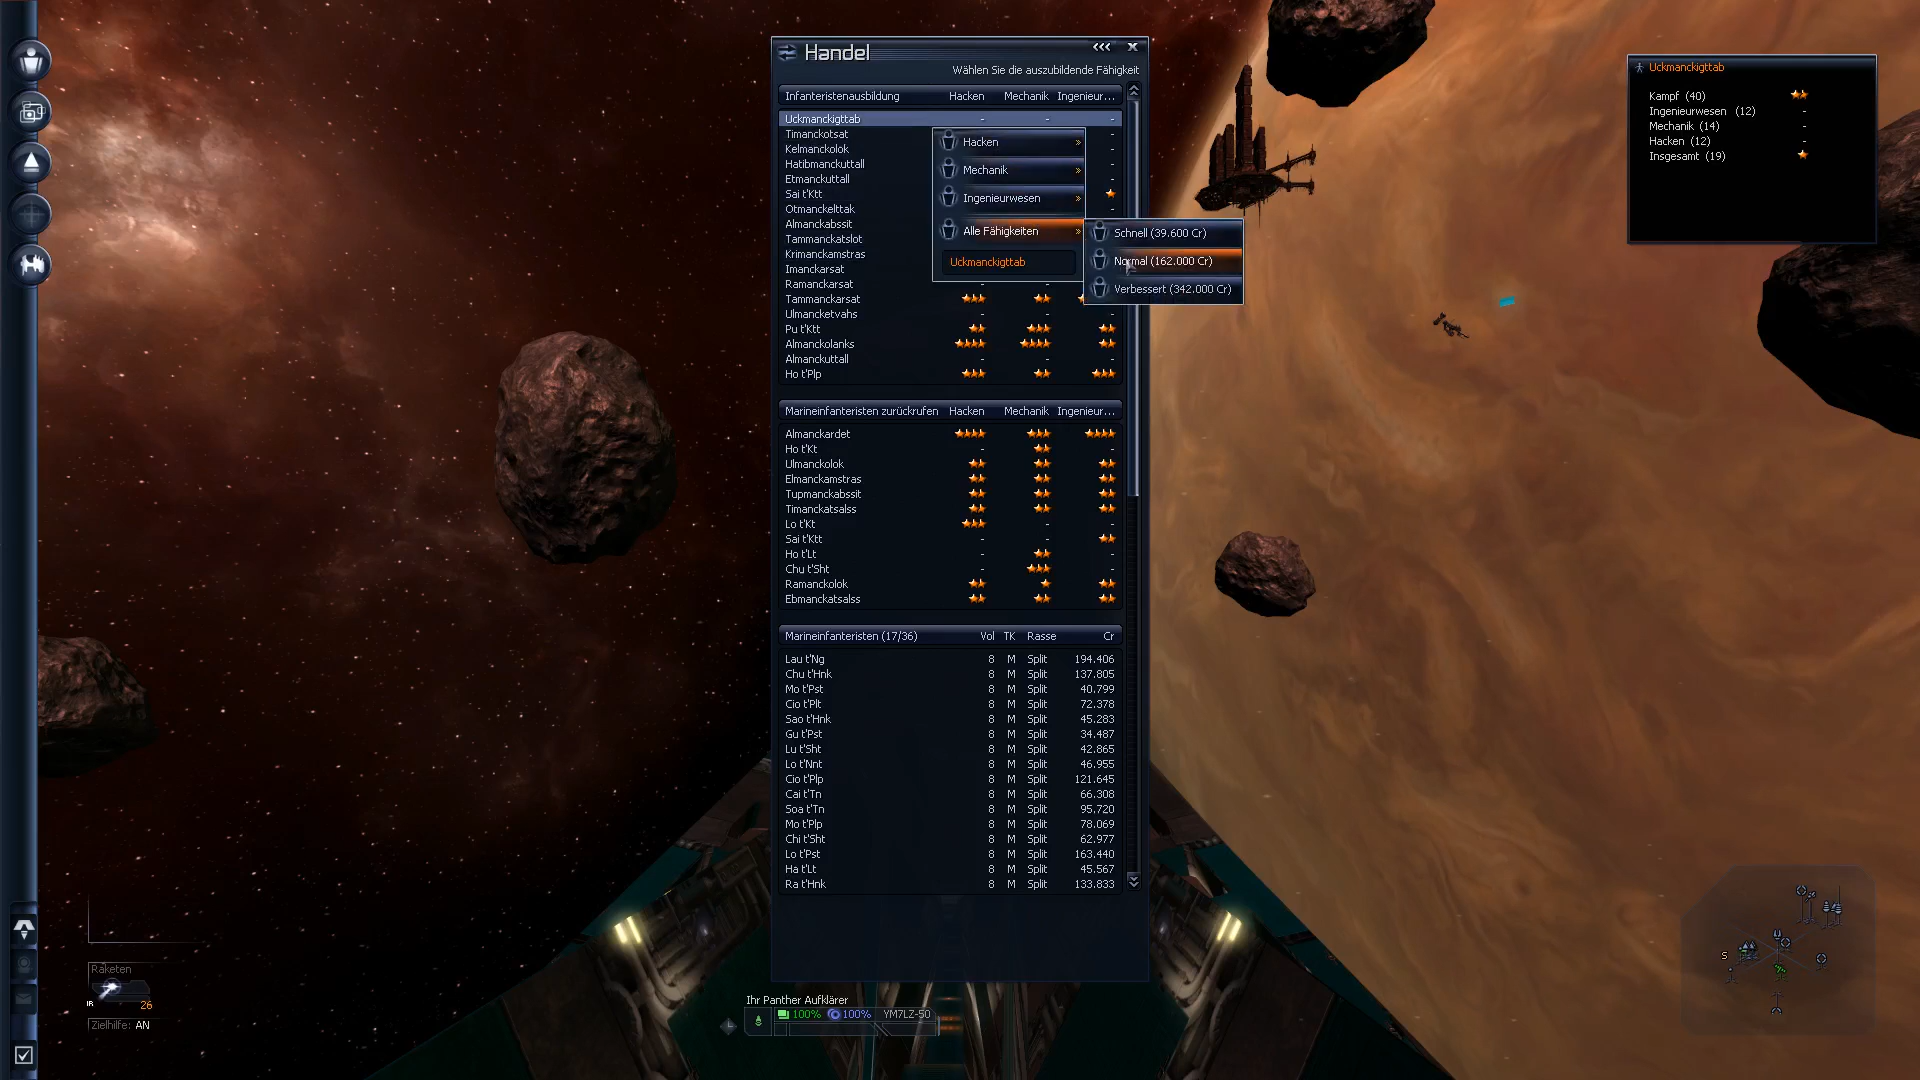 Handel
Wählen Sie die auszubildende Fähigkeit
Infanteristenausbildung Hacken Mechanik Ingenieur...
Uckmanckigttab - - -
Timanckotsat -
Kelmanckolok -
Hatibmanckuttall -
Etmanckuttall -
Sai t'Ktt
Otmanckelttak -
Almanckabssit -
Tammanckatslot
Krimanckamstras
Imanckarsat
Ramanckarsat - - -
Tammanckarsat
Ulmancketvahs - - -
Pu t'Ktt
Almanckolanks
Almanckuttall - - -
Ho t'Plp
Hacken »
Mechanik »
Ingenieurwesen »
Alle Fähigkeiten »
Uckmanckigttab
Schnell (39.600 Cr)
Normal (162.000 Cr)
Verbessert (342.000 Cr)
Marineinfanteristen zurückrufen Hacken Mechanik Ingenieur...
Almanckardet
Ho t'Kt - -
Ulmanckolok
Elmanckamstras
Tupmanckabssit
Timanckatsalss
Lo t'Kt - -
Sai t'Ktt - -
Ho t'Lt - -
Chu t'Sht - -
Ramanckolok
Ebmanckatsalss
Marineinfanteristen (17/36) Vol TK Rasse Cr
Lau t'Ng 8 M Split 194.406
Chu t'Hnk 8 M Split 137.805
Mo t'Pst 8 M Split 40.799
Cio t'Plt 8 M Split 72.378
Sao t'Hnk 8 M Split 45.283
Gu t'Pst 8 M Split 34.487
Lu t'Sht 8 M Split 42.865
Lo t'Nnt 8 M Split 46.955
Cio t'Plp 8 M Split 121.645
Cai t'Tn 8 M Split 66.308
Soa t'Tn 8 M Split 95.720
Mo t'Plp 8 M Split 78.069
Chi t'Sht 8 M Split 62.977
Lo t'Pst 8 M Split 163.440
Ha t'Lt 8 M Split 45.567
Ra t'Hnk 8 M Split 133.833
Uckmanckigttab
Kampf (40)
Ingenieurwesen (12) -
Mechanik (14) -
Hacken (12) -
Insgesamt (19)
Raketen
IR 26
Zielhilfe: AN
Ihr Panther Aufklärer
100% 100% YM7LZ-50
S